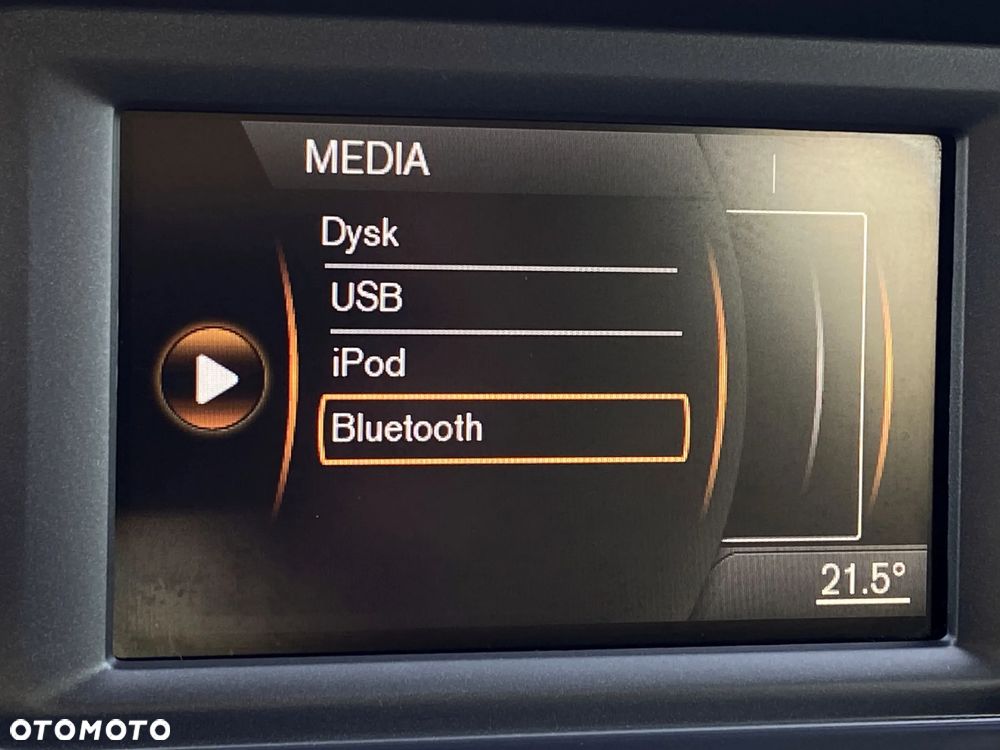 MEDIA
Dysk
USB
iPod
Bluetooth
21.5°
OTOMOTO